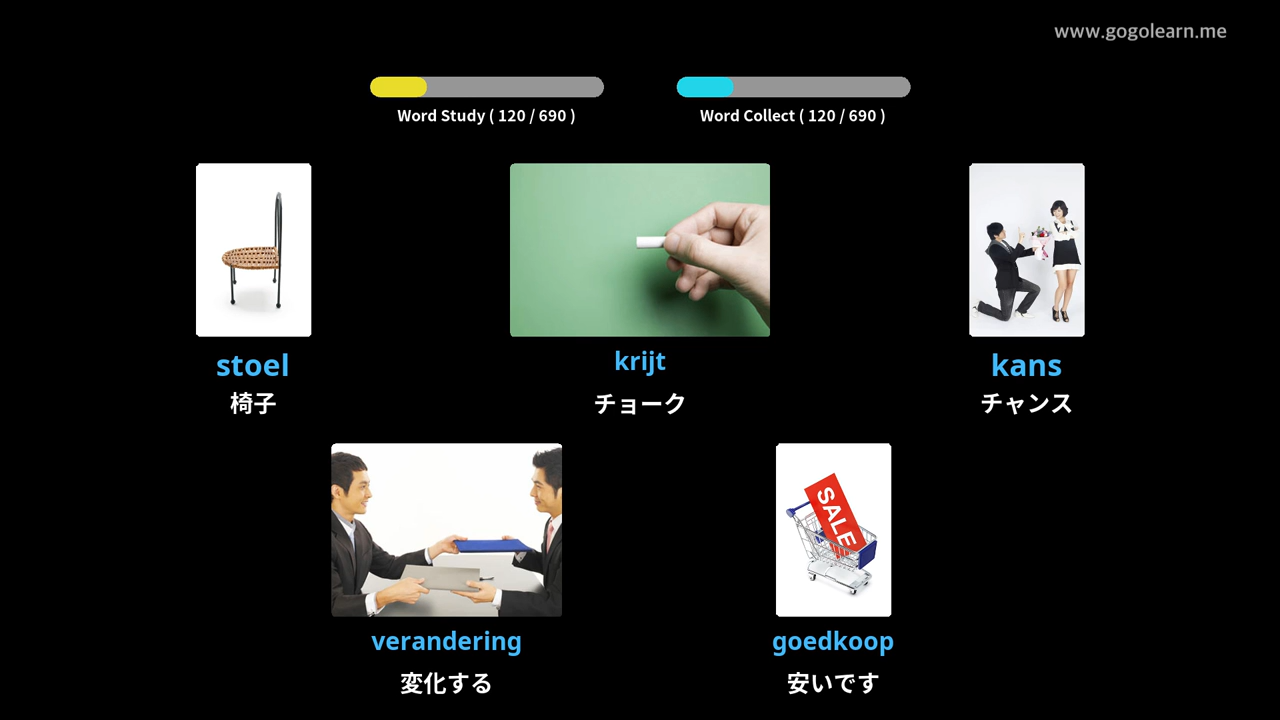 www.gogolearn.me
Word Study ( 120 / 690 )
Word Collect ( 120 / 690 )
stoel
椅子
krijt
チョーク
kans
チャンス
SALE
verandering
変化する
goedkoop
安いです